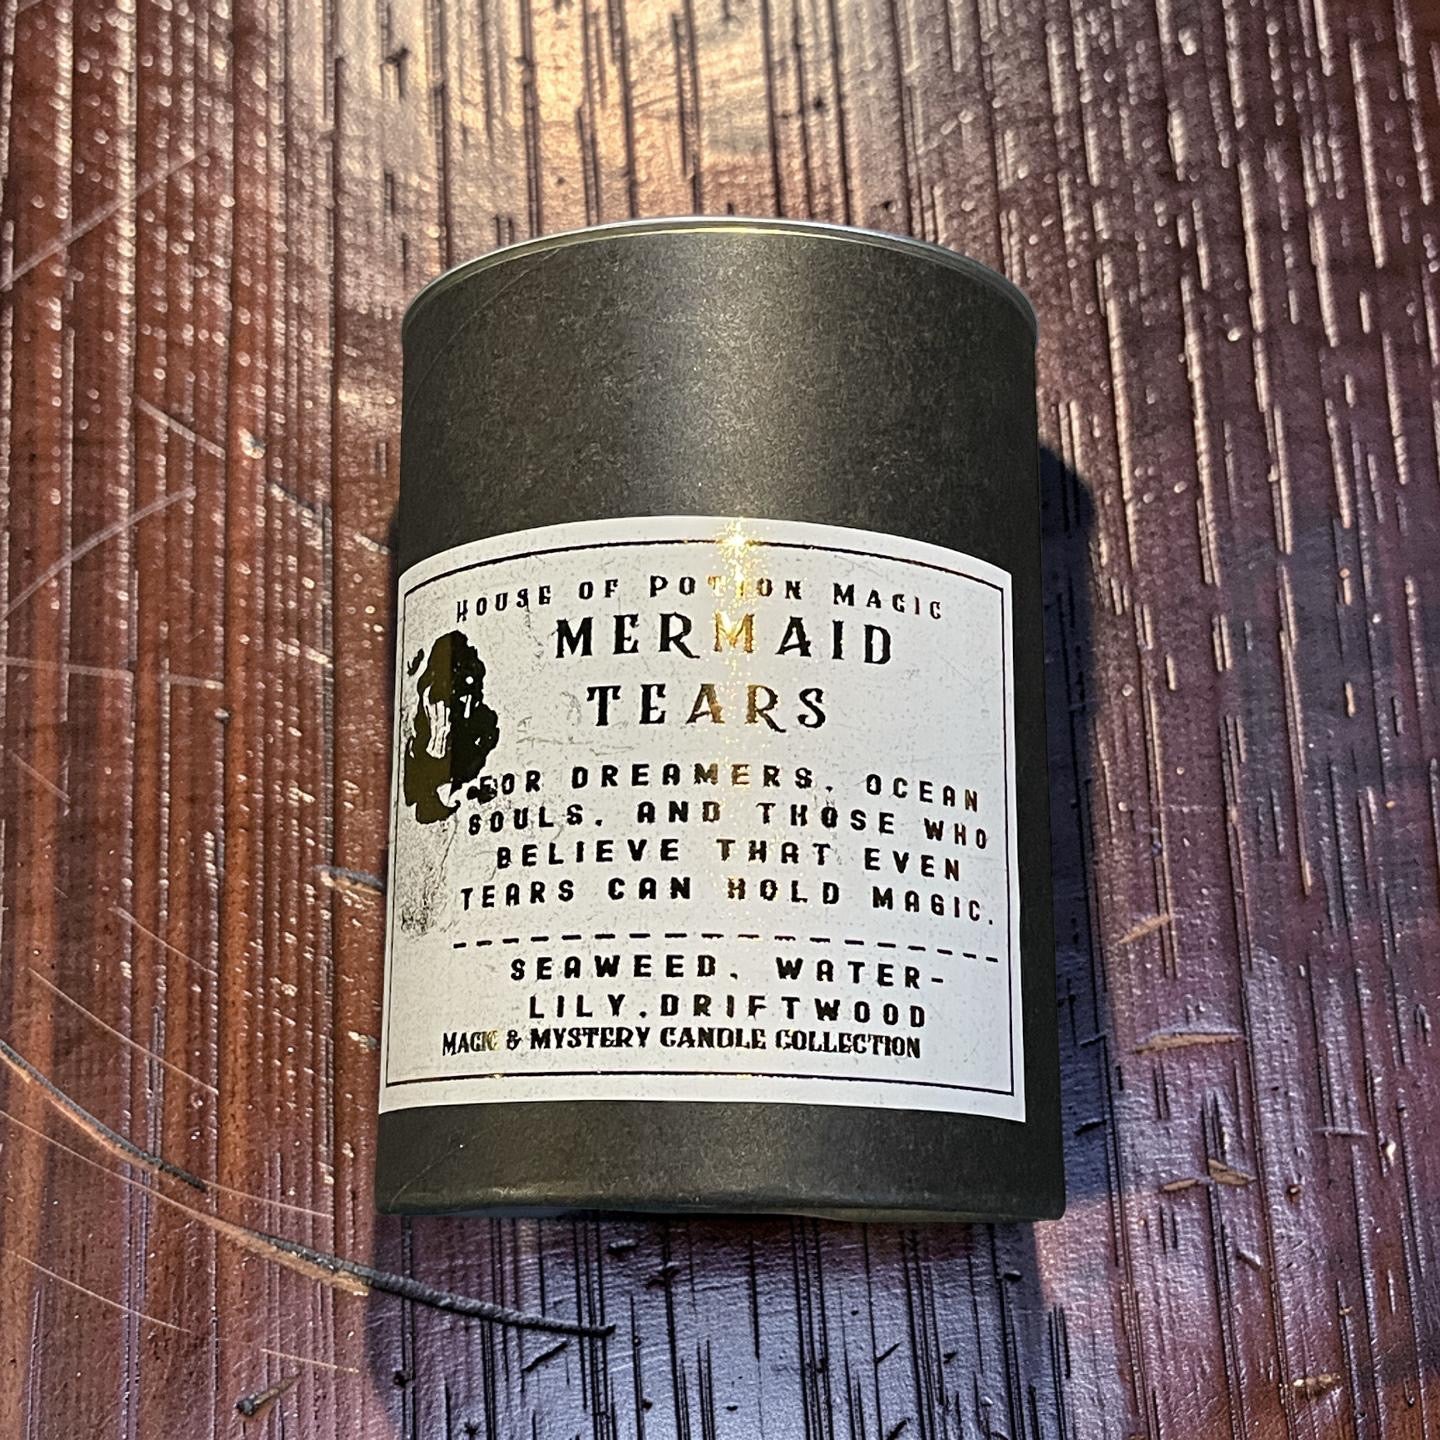 House of Potion Magic
MERMAID
TEARS
FOR DREAMERS, OCEAN
SOULS, AND THOSE WHO
BELIEVE THAT EVEN
TEARS CAN HOLD MAGIC.
SEAWEED, WATER-
LILY,DRIFTWOOD
MAGIC & MYSTERY CANDLE COLLECTION